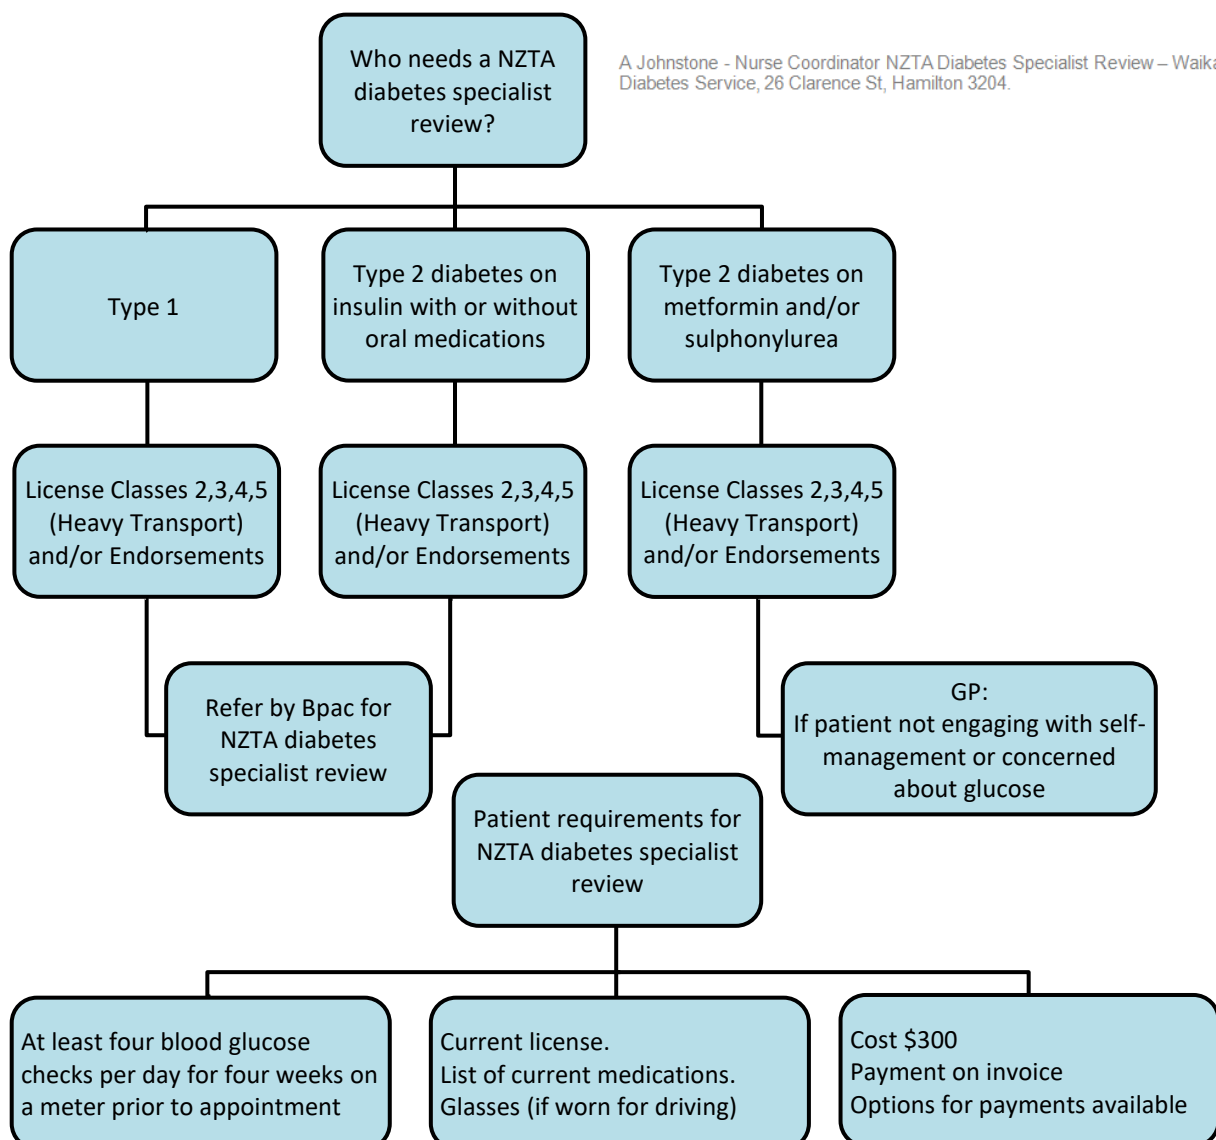 Who needs a NZTA
diabetes specialist
review?
A Johnstone - Nurse Coordinator NZTA Diabetes Specialist Review – Waika
Diabetes Service, 26 Clarence St, Hamilton 3204.
Type 1
Type 2 diabetes on
insulin with or without
oral medications
Type 2 diabetes on
metformin and/or
sulphonylurea
License Classes 2,3,4,5
(Heavy Transport)
and/or Endorsements
License Classes 2,3,4,5
(Heavy Transport)
and/or Endorsements
License Classes 2,3,4,5
(Heavy Transport)
and/or Endorsements
Refer by Bpac for
NZTA diabetes
specialist review
GP:
If patient not engaging with self-
management or concerned
about glucose
Patient requirements for
NZTA diabetes specialist
review
At least four blood glucose
checks per day for four weeks on
a meter prior to appointment
Current license.
List of current medications.
Glasses (if worn for driving)
Cost $300
Payment on invoice
Options for payments available